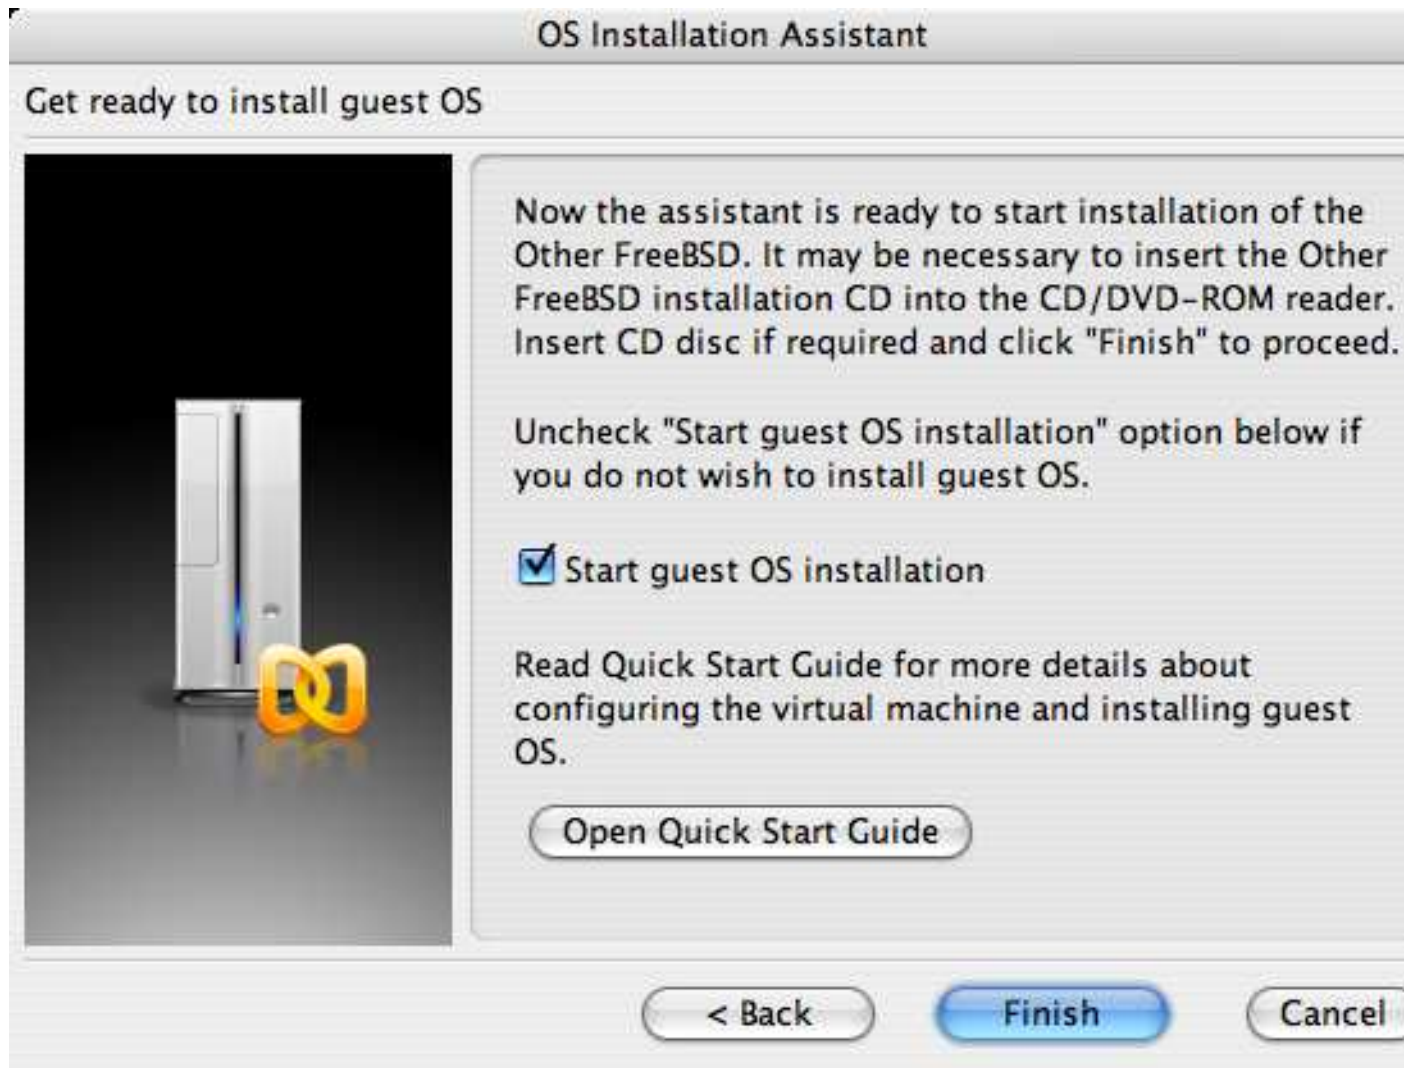 OS Installation Assistant
Get ready to install guest OS
Now the assistant is ready to start installation of the
Other FreeBSD. It may be necessary to insert the Other
FreeBSD installation CD into the CD/DVD-ROM reader.
Insert CD disc if required and click "Finish" to proceed.
Uncheck "Start guest OS installation" option below if
you do not wish to install guest OS.
Start guest OS installation
Read Quick Start Guide for more details about
configuring the virtual machine and installing guest
OS.
Open Quick Start Guide
< Back
Finish
Cancel